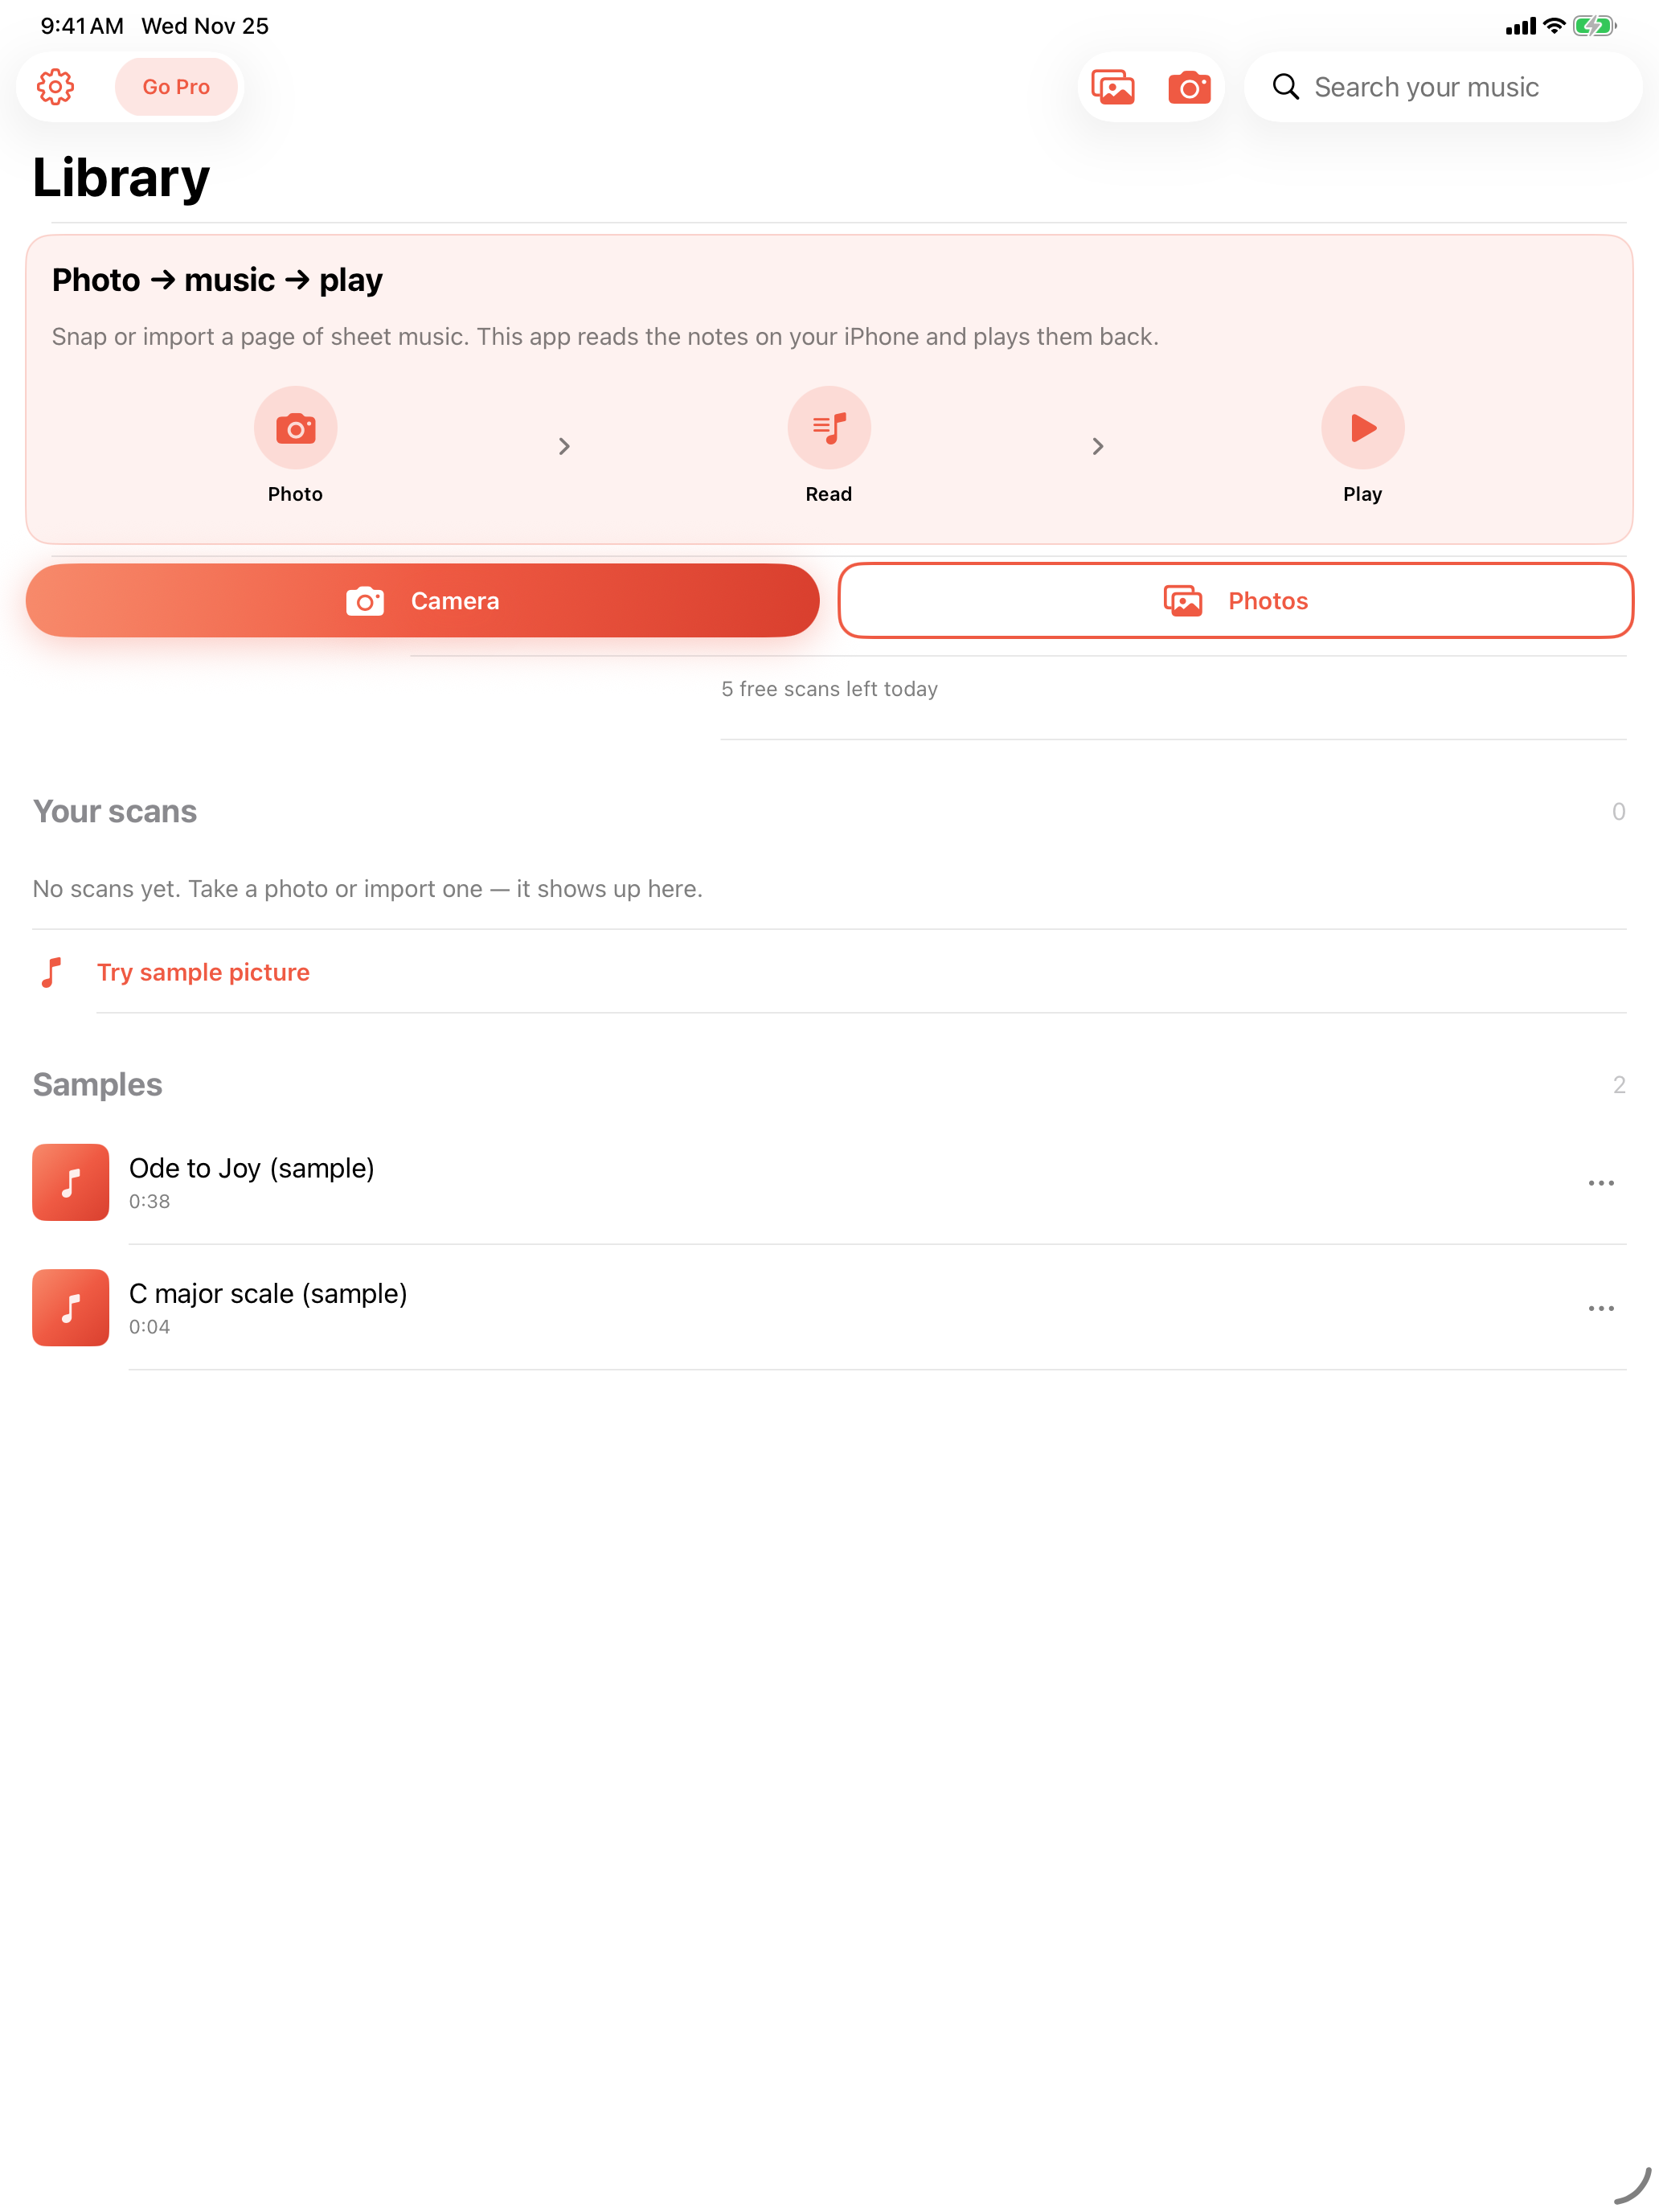 9:41 AM Wed Nov 25
Go Pro
Search your music
Library
Photo → music → play
Snap or import a page of sheet music. This app reads the notes on your iPhone and plays them back.
Photo
Read
Play
Camera
Photos
5 free scans left today
Your scans
0
No scans yet. Take a photo or import one — it shows up here.
Try sample picture
Samples
2
Ode to Joy (sample)
0:38
C major scale (sample)
0:04